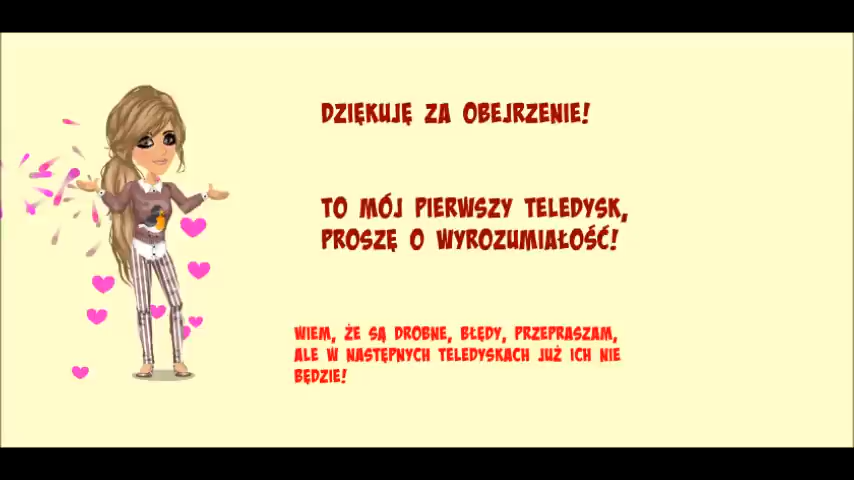 DZIĘKUJĘ ZA OBEJRZENIE!
TO MÓJ PIERWSZY TELEDYSK,
PROSZĘ O WYROZUMIAŁOŚĆ!
WIEM, ŻE SĄ DROBNE, BŁĘDY, PRZEPRASZAM,
ALE W NASTĘPNYCH TELEDYSKACH JUŻ ICH NIE
BĘDZIE!